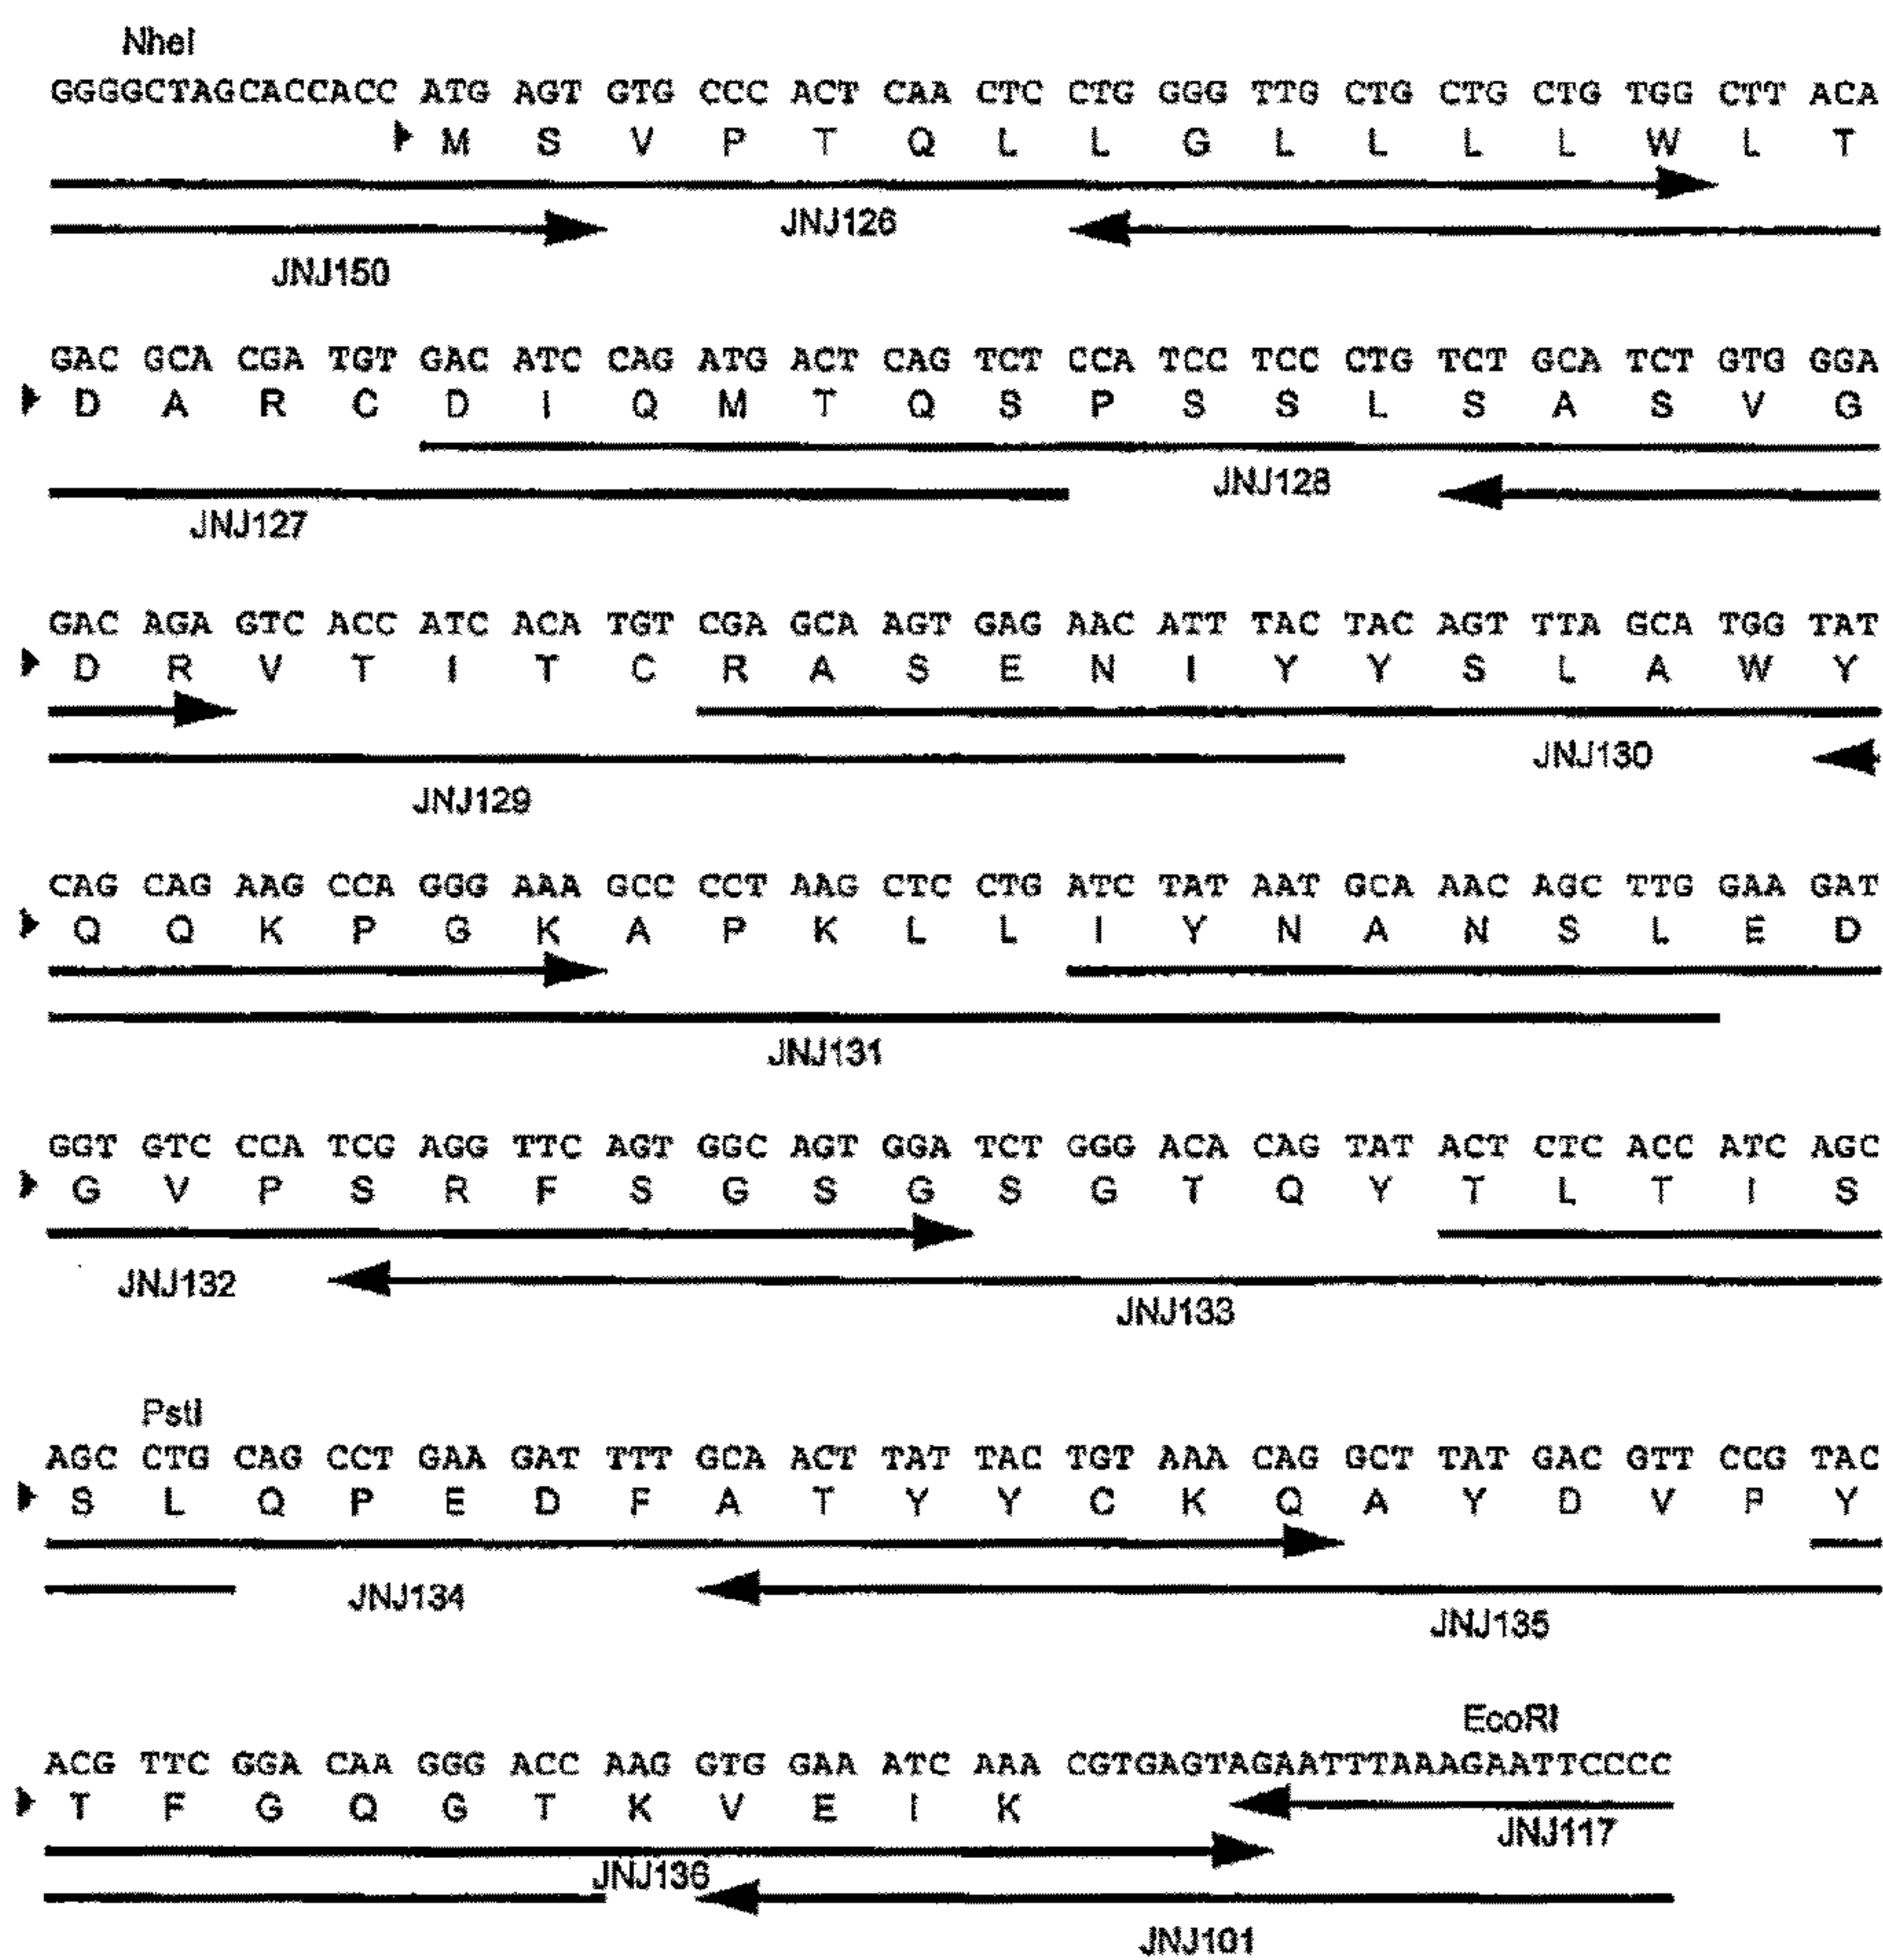 NheI
GGGGCTAGCACCACC ATG AGT GTG CCC ACT CAA CTC CTG GGG TTG CTG CTG CTG TGG CTT ACA
M S V P T Q L L G L L L L W L T
JNJ126
JNJ150
GAC GCA CGA TGT GAC ATC CAG ATG ACT CAG TCT CCA TCC TCC CTG TCT GCA TCT GTG GGA
D A R C D I Q M T Q S P S S L S A S V G
JNJ128
JNJ127
GAC AGA GTC ACC ATC ACA TGT CGA GCA AGT GAG AAC ATT TAC TAC AGT TTA GCA TGG TAT
D R V T I T C R A S E N I Y Y S L A W Y
JNJ130
JNJ129
CAG CAG AAG CCA GGG AAA GCC CCT AAG CTC CTG ATC TAT AAT GCA AAC AGC TTG GAA GAT
Q Q K P G K A P K L L I Y N A N S L E D
JNJ131
GGT GTC CCA TCG AGG TTC AGT GGC AGT GGA TCT GGG ACA CAG TAT ACT CTC ACC ATC AGC
G V P S R F S G S G S G T Q Y T L T I S
JNJ132
JNJ133
PstI
AGC CTG CAG CCT GAA GAT TTT GCA ACT TAT TAC TGT AAA CAG GCT TAT GAC GTT CCG TAC
S L Q P E D F A T Y Y C K Q A Y D V P Y
JNJ134
JNJ135
EcoRI
ACG TTC GGA CAA GGG ACC AAG GTG GAA ATC AAA CGTGAGTAGAATTTAAAGAATTCCCC
T F G Q G T K V E I K
JNJ117
JNJ136
JNJ101